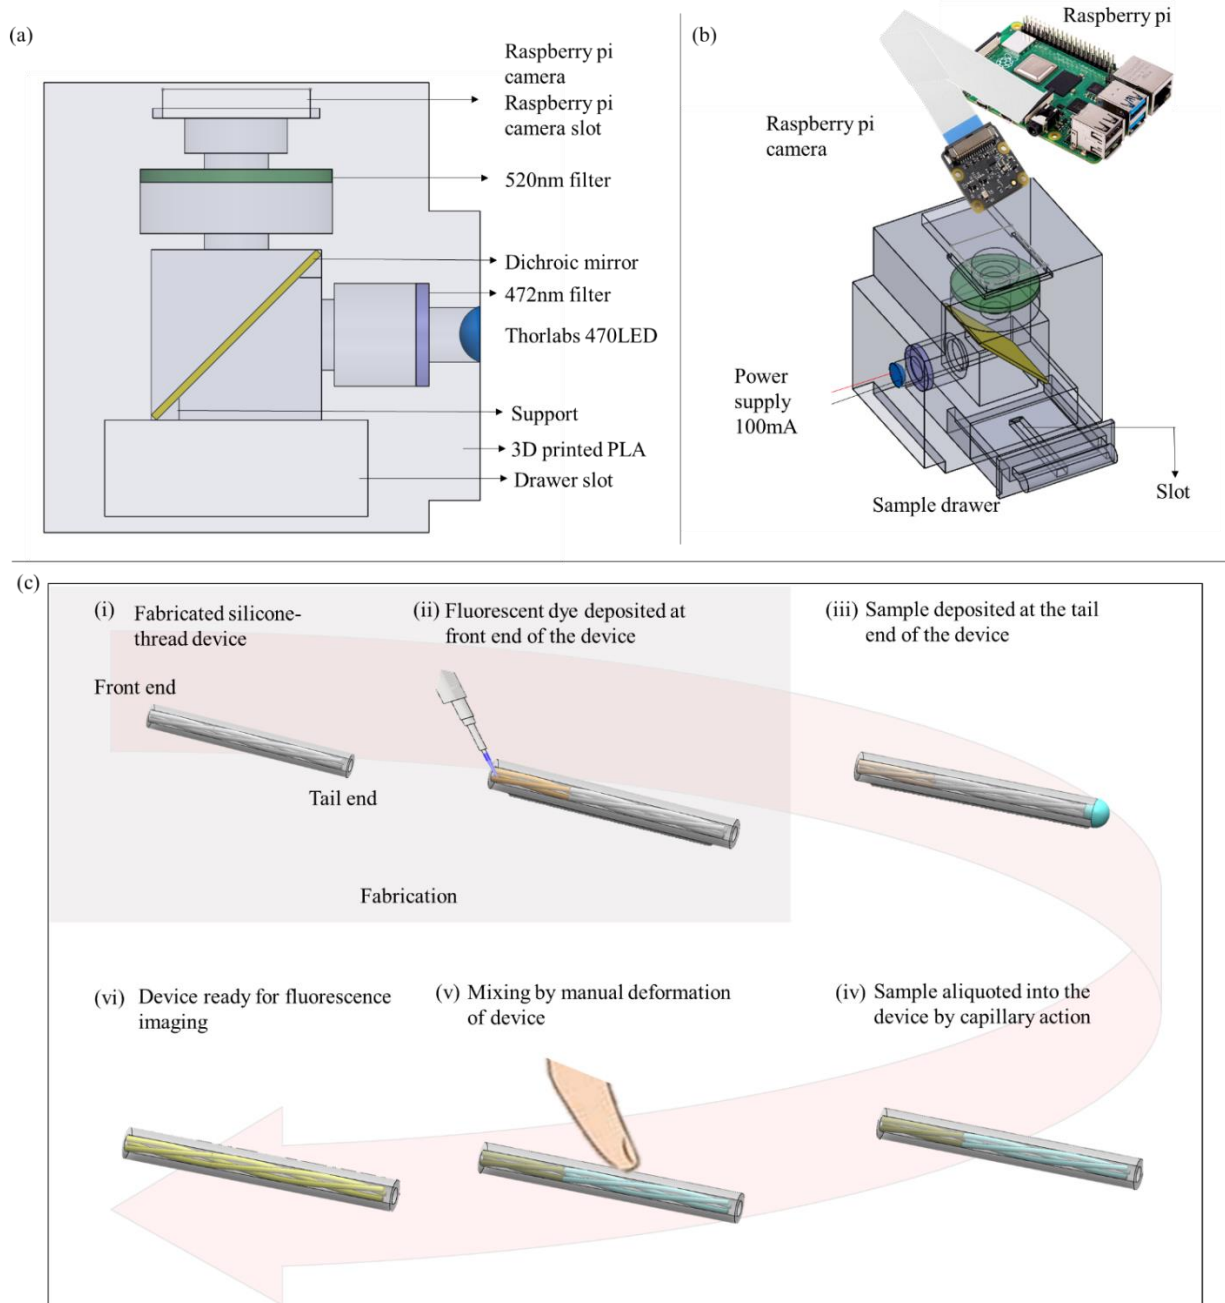 (a)
Raspberry pi
camera
Raspberry pi
camera slot
520nm filter
Dichroic mirror
472nm filter
Thorlabs 470LED
Support
3D printed PLA
Drawer slot
(b)
Raspberry pi
Raspberry pi
camera
Power
supply
100mA
Sample drawer
Slot
(c)
(i) Fabricated silicone-
thread device
Front end
Tail end
(ii) Fluorescent dye deposited at
front end of the device
Fabrication
(iii) Sample deposited at the tail
end of the device
(iv) Sample aliquoted into the
device by capillary action
(v) Mixing by manual deformation
of device
(vi) Device ready for fluorescence
imaging